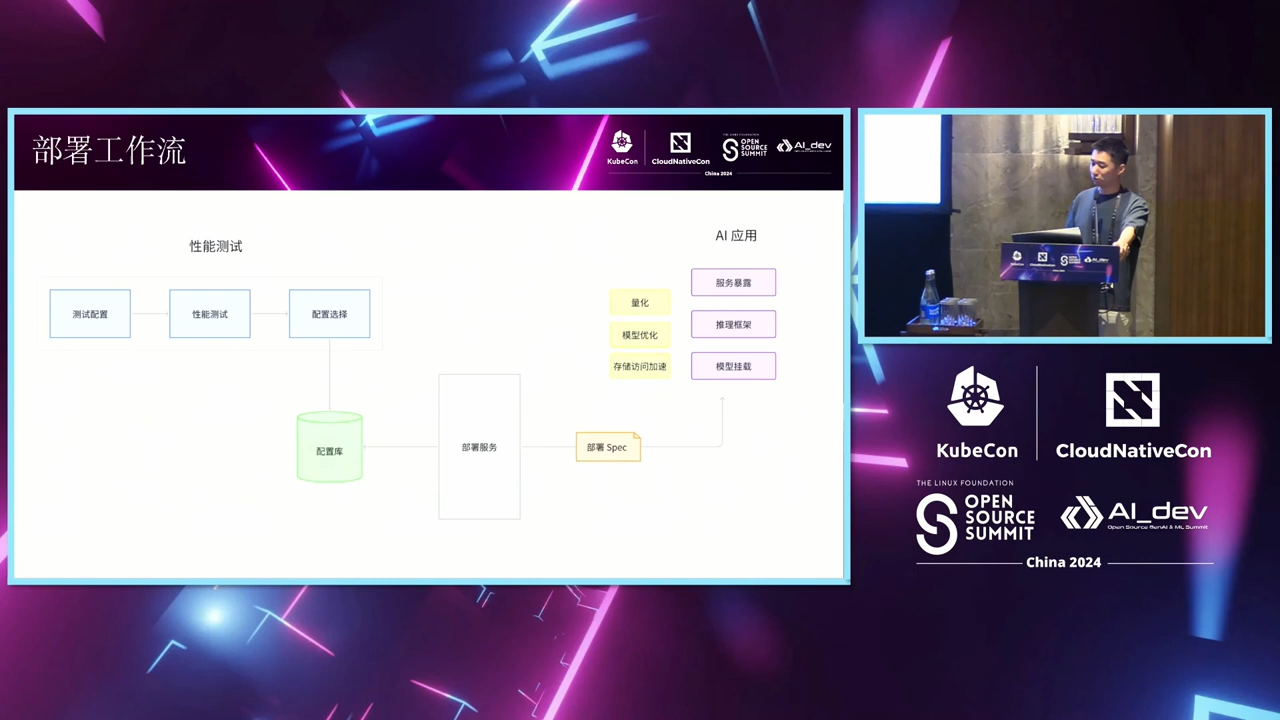 部署工作流
KubeCon
CloudNativeCon
THE LINUX FOUNDATION
OPEN SOURCE SUMMIT
AI_dev
China 2024
性能测试
AI 应用
测试配置
性能测试
配置选择
量化
模型优化
存储访问加速
服务暴露
推理框架
模型挂载
配置库
部署服务
部署 Spec
KubeCon
CloudNativeCon
THE LINUX FOUNDATION
OPEN
SOURCE
SUMMIT
AI_dev
Open Source GenAI & ML Summit
China 2024